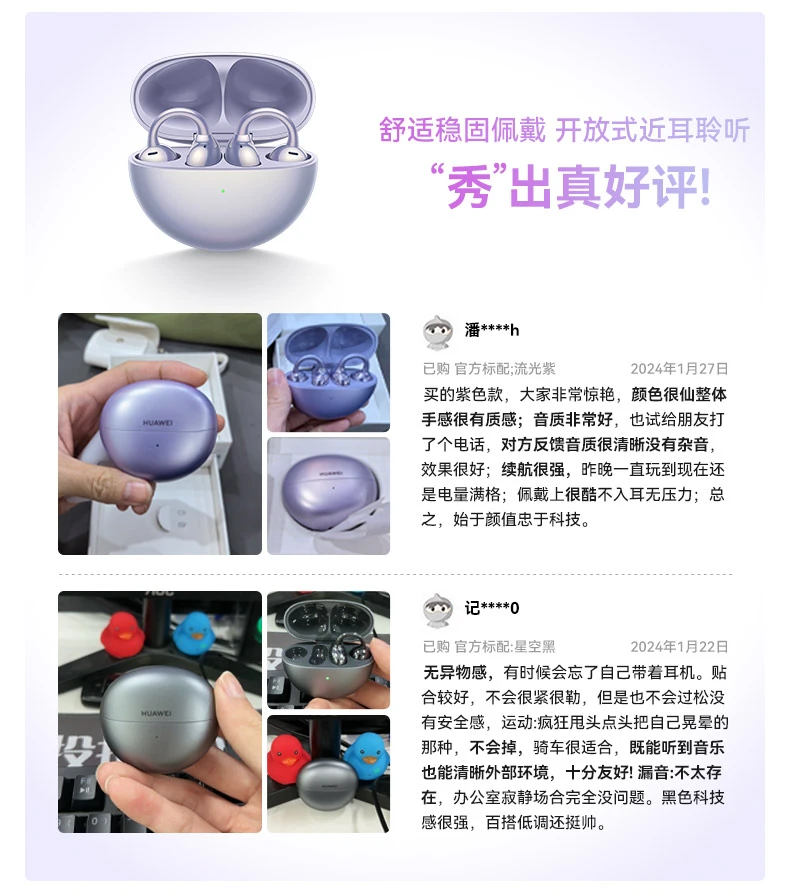 舒适稳固佩戴 开放式近耳聆听
“秀”出真好评!
潘****h
已购 官方标配;流光紫 2024年1月27日
买的紫色款，大家非常惊艳，颜色很仙整体
手感很有质感；音质非常好，也试给朋友打
了个电话，对方反馈音质很清晰没有杂音，
效果很好；续航很强，昨晚一直玩到现在还
是电量满格；佩戴上很酷不入耳无压力；总
之，始于颜值忠于科技。
HUAWEI
HUAWEI
记****0
已购 官方标配:星空黑 2024年1月22日
无异物感，有时候会忘了自己带着耳机。贴
合较好，不会很紧很勒，但是也不会过松没
有安全感，运动:疯狂甩头点头把自己晃晕的
那种，不会掉，骑车很适合，既能听到音乐
也能清晰外部环境，十分友好! 漏音:不太存
在，办公室寂静场合完全没问题。黑色科技
感很强，百搭低调还挺帅。
HUAWEI